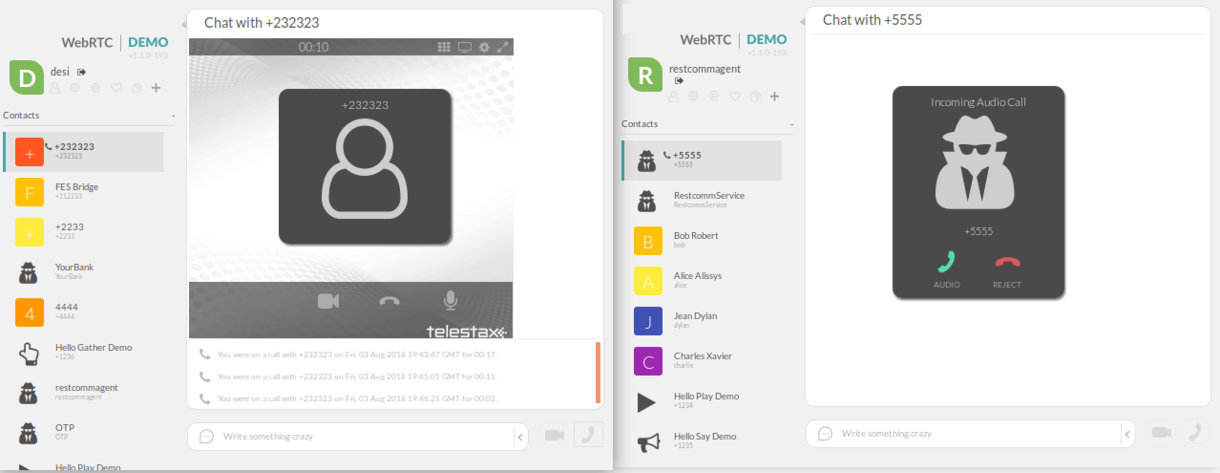 WebRTC | DEMO
v1.1.0-193
D
desi
Contacts
-
+
+232323
+232323
F
FES Bridge
+112233
+
+2233
+2233
YourBank
YourBank
4
4444
+4444
Hello Gather Demo
+1236
restcommagent
restcommagent
OTP
OTP
Hello Play Demo
Chat with +232323
00:10
+232323
telestax
You were on a call with +232323 on Fri, 03 Aug 2018 19:43:47 GMT for 00:17.
You were on a call with +232323 on Fri, 03 Aug 2018 19:45:01 GMT for 00:15.
You were on a call with +232323 on Fri, 03 Aug 2018 19:46:25 GMT for 00:02.
Write something crazy
WebRTC | DEMO
v1.1.0-193
R
restcommagent
Contacts
-
+5555
+5555
RestcommService
RestcommService
B
Bob Robert
bob
A
Alice Alissys
alice
J
Jean Dylan
dylan
C
Charles Xavier
charlie
Hello Play Demo
+1234
Hello Say Demo
+1235
Chat with +5555
Incoming Audio Call
+5555
AUDIO
REJECT
Write something crazy